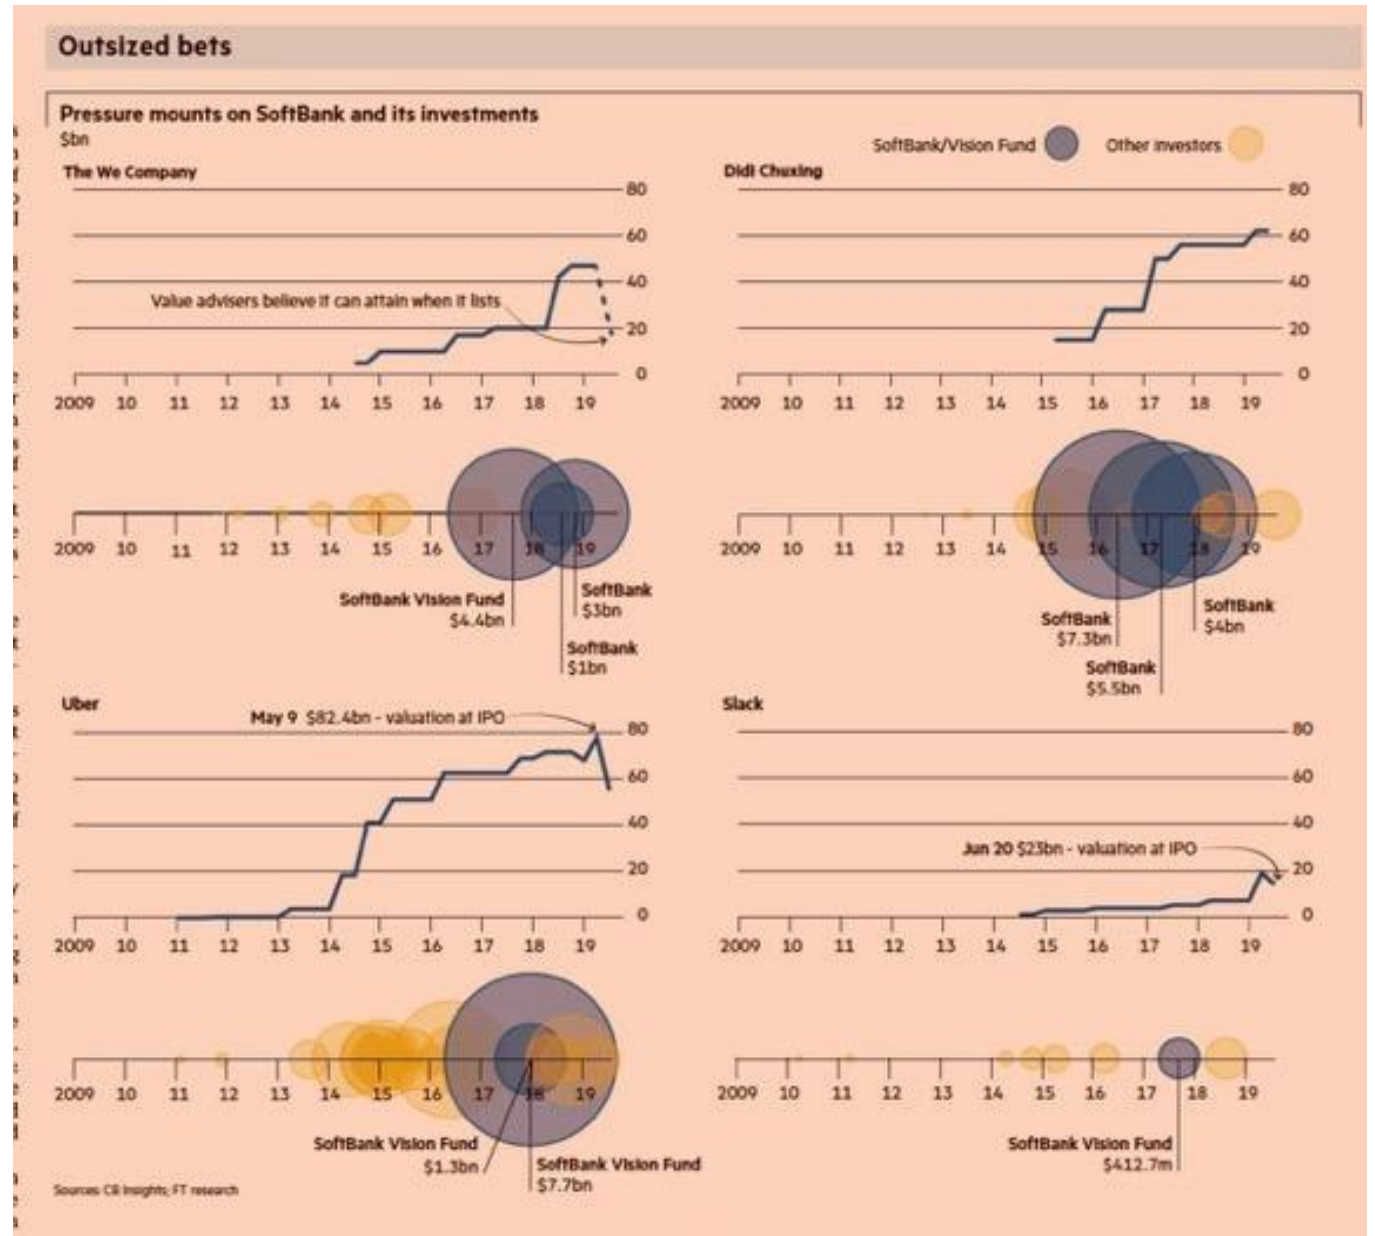 Outsized bets
Pressure mounts on SoftBank and its investments
$bn
SoftBank/Vision Fund
Other investors
The We Company
80
60
40
20
0
Value advisers believe it can attain when it lists
2009 10 11 12 13 14 15 16 17 18 19
2009 10 11 12 13 14 15 16 17 18 19
SoftBank Vision Fund
$4.4bn
SoftBank
$3bn
SoftBank
$1bn
Didi Chuxing
80
60
40
20
0
2009 10 11 12 13 14 15 16 17 18 19
2009 10 11 12 13 14 15 16 17 18 19
SoftBank
$7.3bn
SoftBank
$4bn
SoftBank
$5.5bn
Uber
May 9 $82.4bn - valuation at IPO
80
60
40
20
0
2009 10 11 12 13 14 15 16 17 18 19
2009 10 11 12 13 14 15 16 17 18 19
SoftBank Vision Fund
$1.3bn
SoftBank Vision Fund
$7.7bn
Slack
80
60
40
20
0
Jun 20 $23bn - valuation at IPO
2009 10 11 12 13 14 15 16 17 18 19
2009 10 11 12 13 14 15 16 17 18 19
SoftBank Vision Fund
$412.7m
Sources: CB Insights; FT research